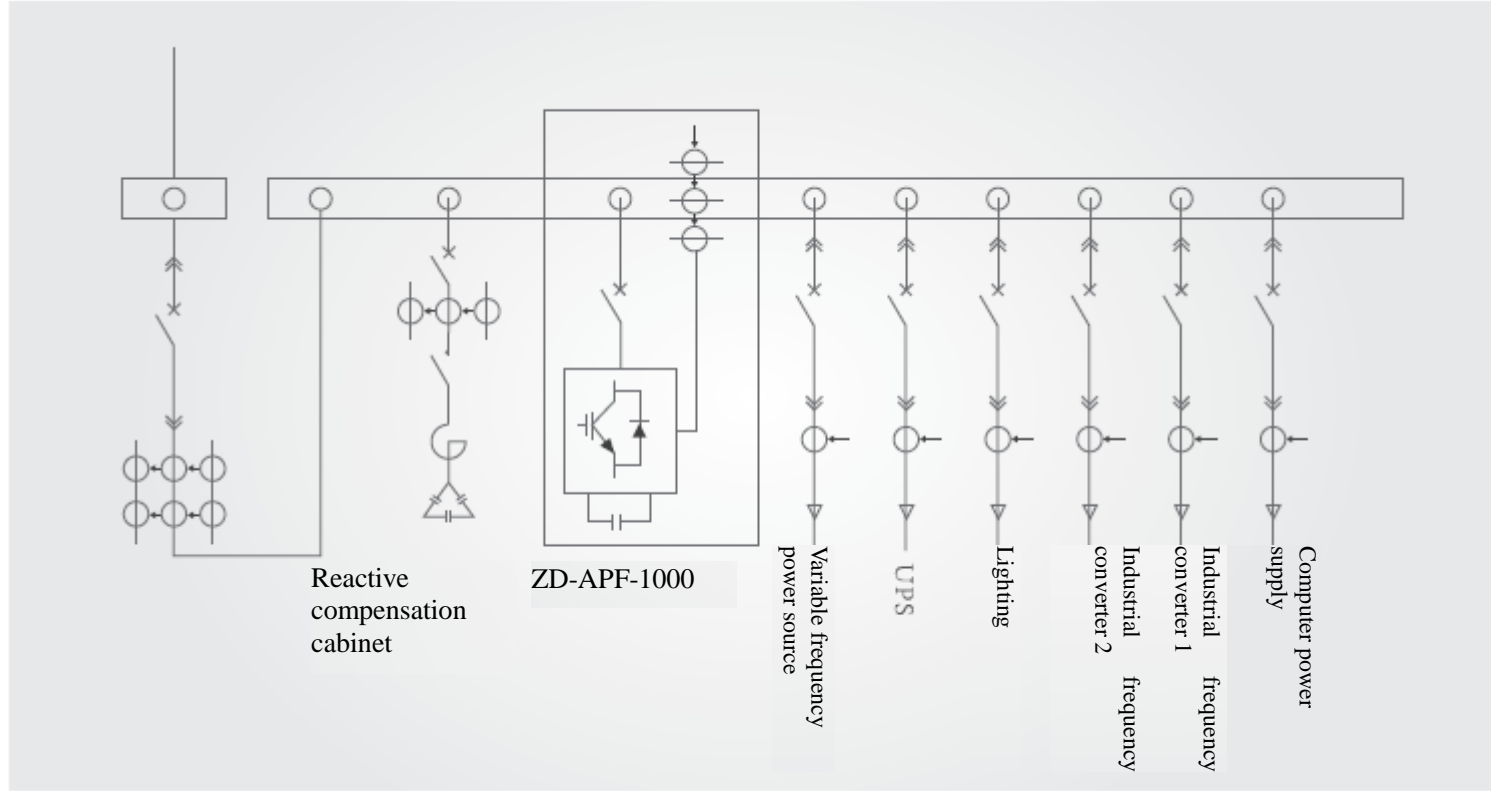 Reactive
compensation
cabinet
ZD-APF-1000
Variable frequency
power source
UPS
Lighting
Industrial frequency
converter 2
Industrial frequency
converter 1
Computer power
supply